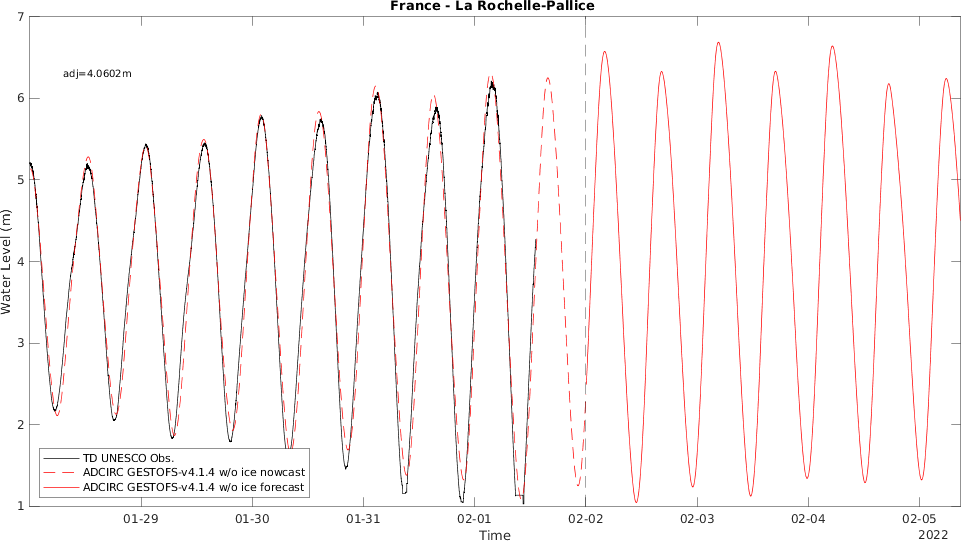 France - La Rochelle-Pallice
7
adj=4.0602m
6
5
4
3
2
1
Water Level (m)
TD UNESCO Obs.
ADCIRC GESTOFS-v4.1.4 w/o ice nowcast
ADCIRC GESTOFS-v4.1.4 w/o ice forecast
01-29 01-30 01-31 02-01 02-02 02-03 02-04 02-05
Time
2022